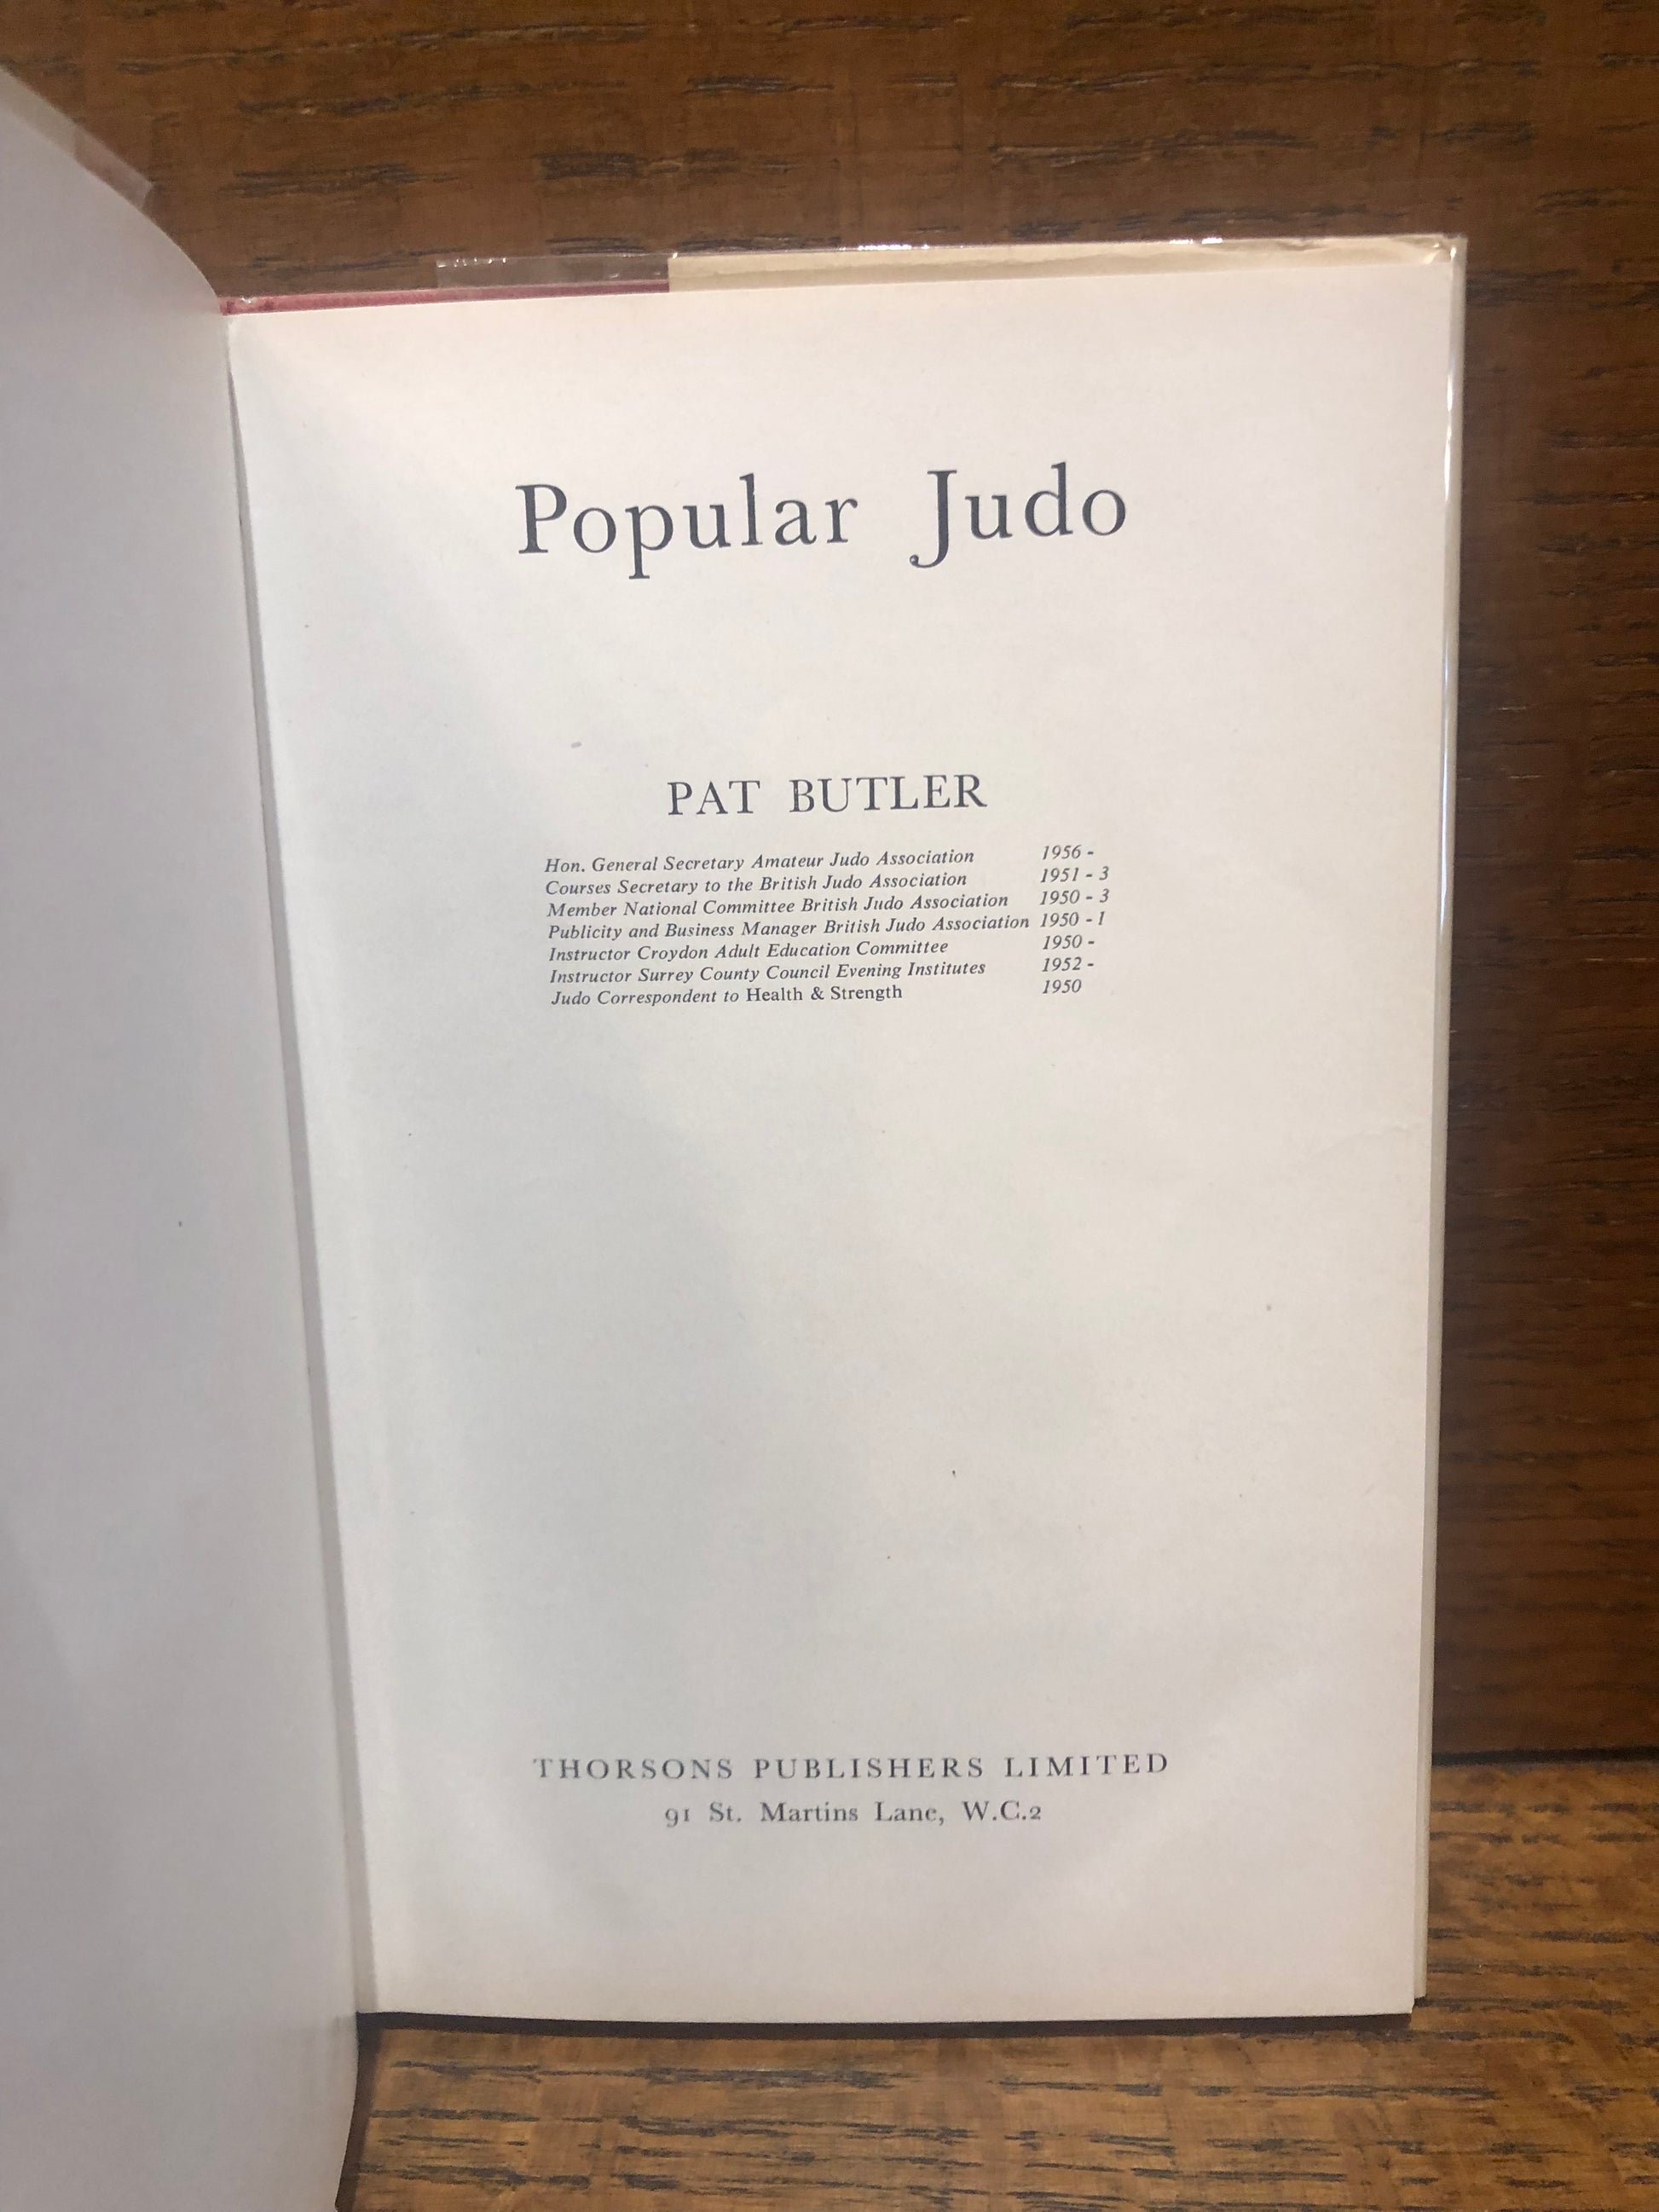 Popular Judo
PAT BUTLER
Hon. General Secretary Amateur Judo Association 1956 -
Courses Secretary to the British Judo Association 1951 - 3
Member National Committee British Judo Association 1950 - 3
Publicity and Business Manager British Judo Association 1950 - 1
Instructor Croydon Adult Education Committee 1950 -
Instructor Surrey County Council Evening Institutes 1952 -
Judo Correspondent to Health & Strength 1950
THORSONS PUBLISHERS LIMITED
91 St. Martins Lane, W.C.2